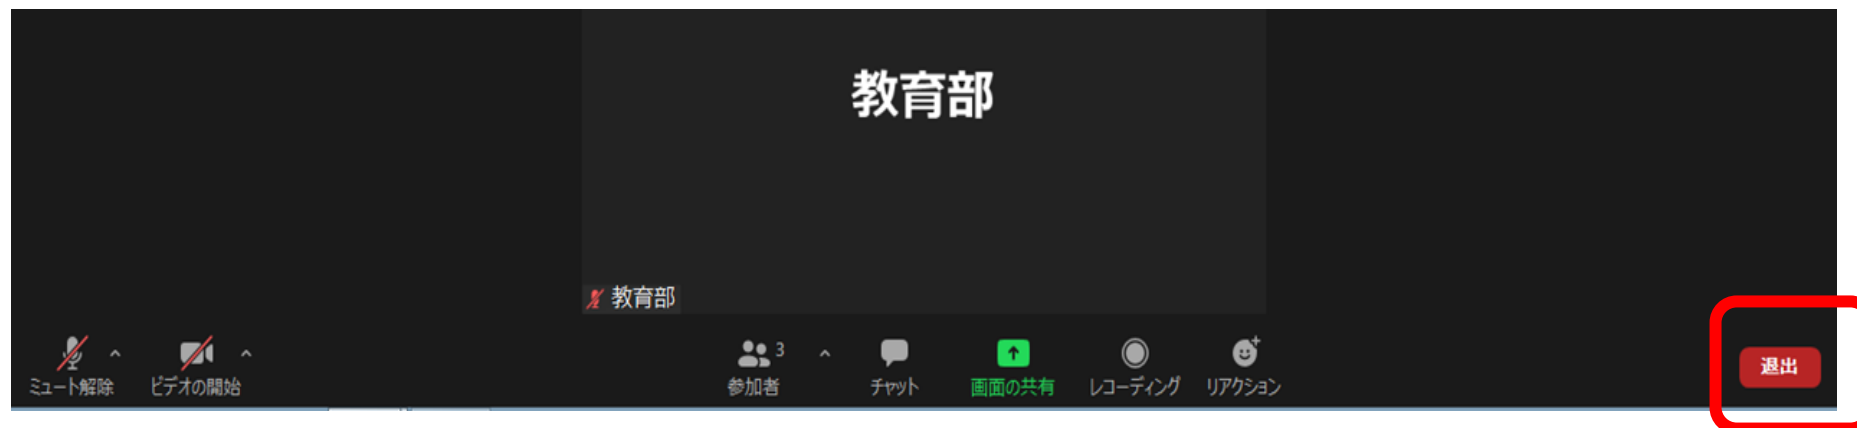 教育部
教育部
3
ミュート解除
ビデオの開始
参加者
チャット
画面の共有
レコーディング
リアクション
退出